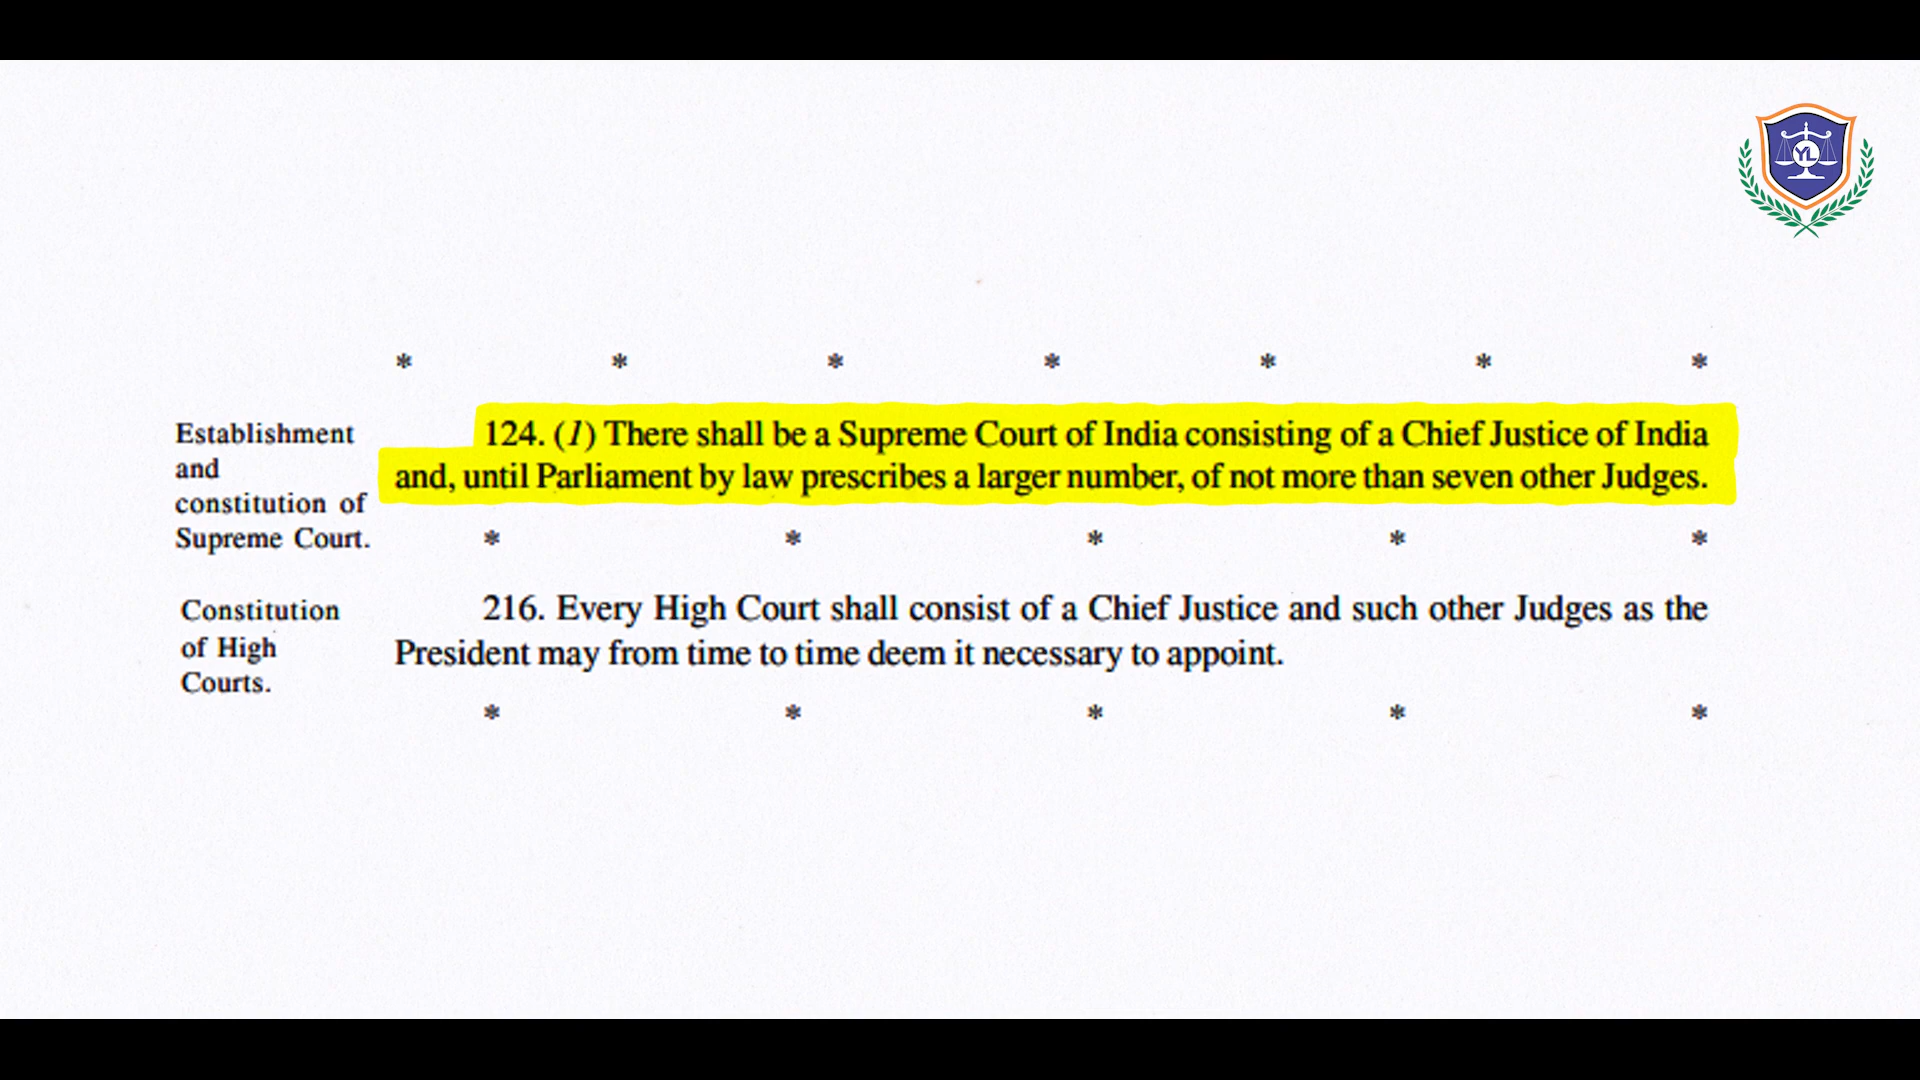 YL
* * * * * * *
Establishment
and
constitution of
Supreme Court.
124. (1) There shall be a Supreme Court of India consisting of a Chief Justice of India
and, until Parliament by law prescribes a larger number, of not more than seven other Judges.
* * * * *
Constitution
of High
Courts.
216. Every High Court shall consist of a Chief Justice and such other Judges as the
President may from time to time deem it necessary to appoint.
* * * * *